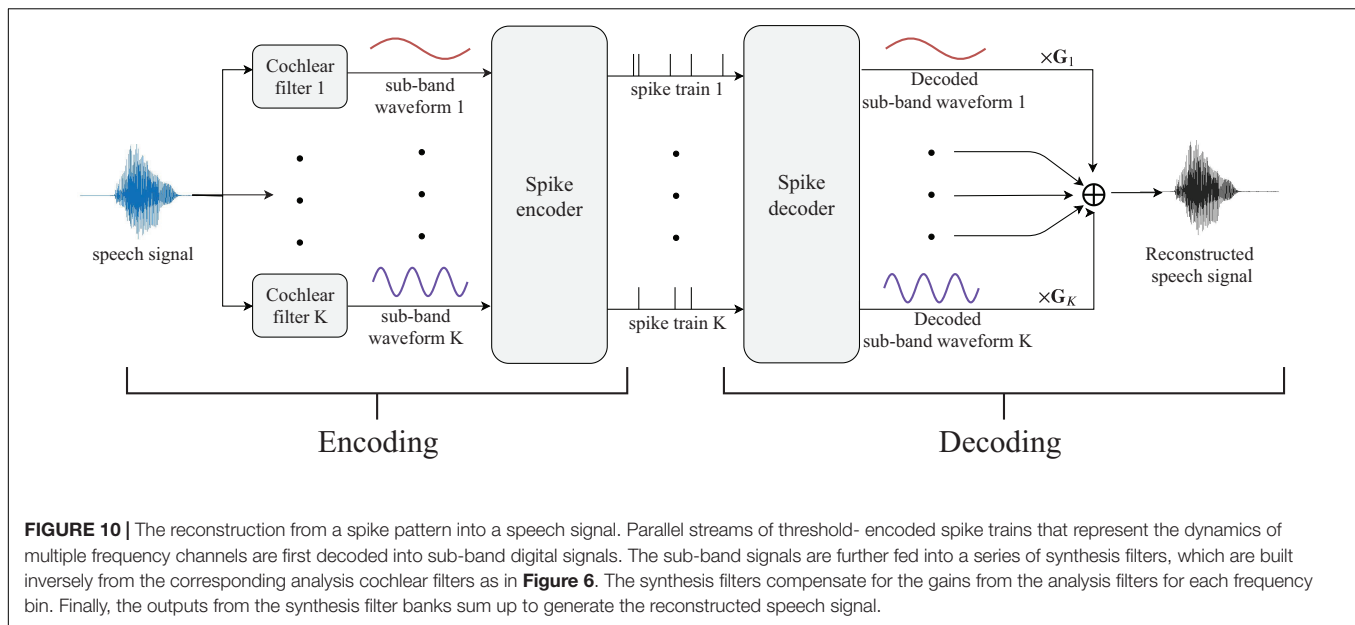 Cochlear
filter 1
sub-band
waveform 1
spike train 1
Decoded
sub-band waveform 1
×G1
speech signal
Spike
encoder
Spike
decoder
Reconstructed
speech signal
Cochlear
filter K
sub-band
waveform K
spike train K
Decoded
sub-band waveform K
×GK
Encoding
Decoding
FIGURE 10 | The reconstruction from a spike pattern into a speech signal. Parallel streams of threshold- encoded spike trains that represent the dynamics of
multiple frequency channels are first decoded into sub-band digital signals. The sub-band signals are further fed into a series of synthesis filters, which are built
inversely from the corresponding analysis cochlear filters as in Figure 6. The synthesis filters compensate for the gains from the analysis filters for each frequency
bin. Finally, the outputs from the synthesis filter banks sum up to generate the reconstructed speech signal.